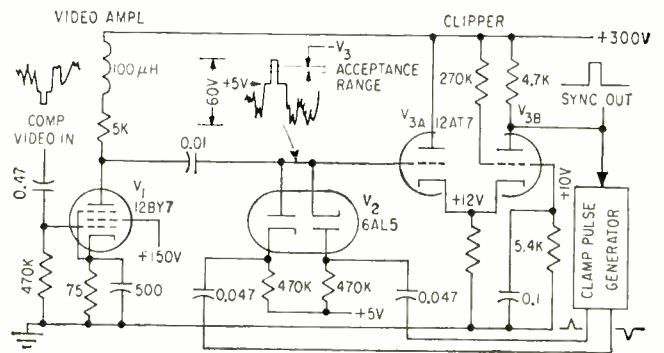 VIDEO AMPL
CLIPPER
+300V
100μH
COMP
VIDEO IN
60V
+5V
-V3
ACCEPTANCE
RANGE
270K
4.7K
SYNC OUT
5K
0.01
V3A
12AT7
V3B
0.47
V1
12BY7
+150V
V2
6AL5
+12V
+10V
470K
75
500
0.047
470K
470K
+5V
0.047
0.1
5.4K
CLAMP PULSE
GENERATOR